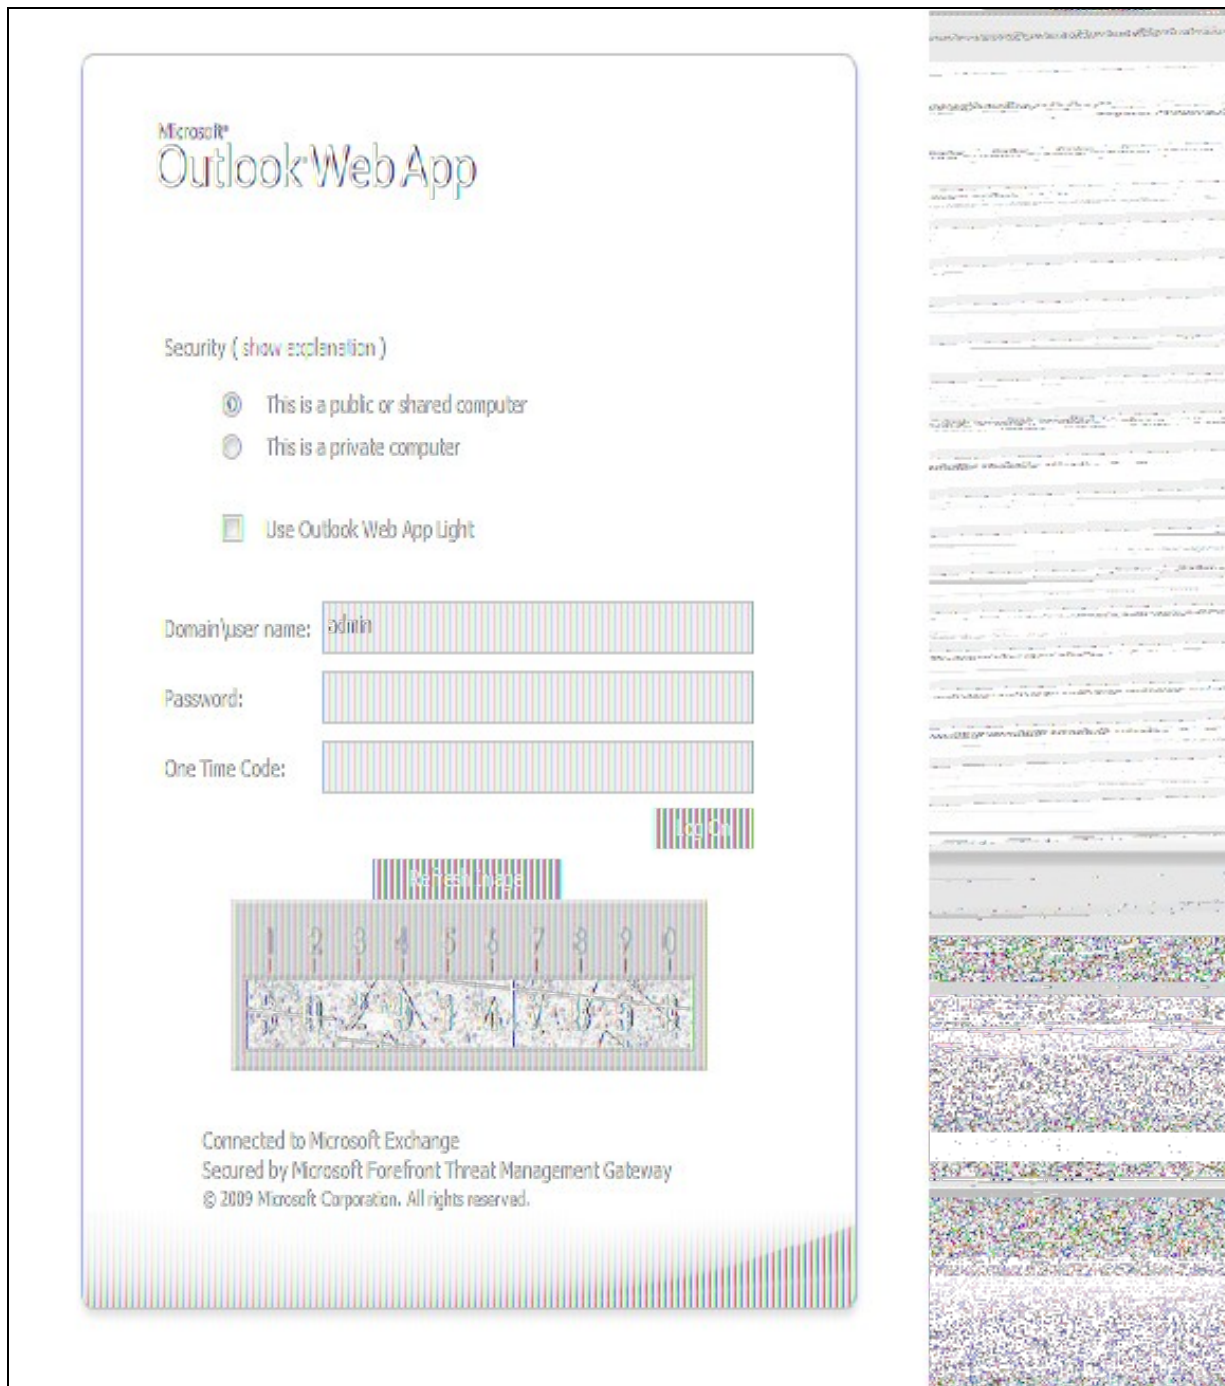 Microsoft®
Outlook Web App
Security ( show explanation )
This is a public or shared computer
This is a private computer
Use Outlook Web App Light
Domain\user name: admin
Password:
One Time Code:
Log On
Refresh Image
1 2 3 4 5 6 7 8 9 0
Connected to Microsoft Exchange
Secured by Microsoft Forefront Threat Management Gateway
© 2009 Microsoft Corporation. All rights reserved.